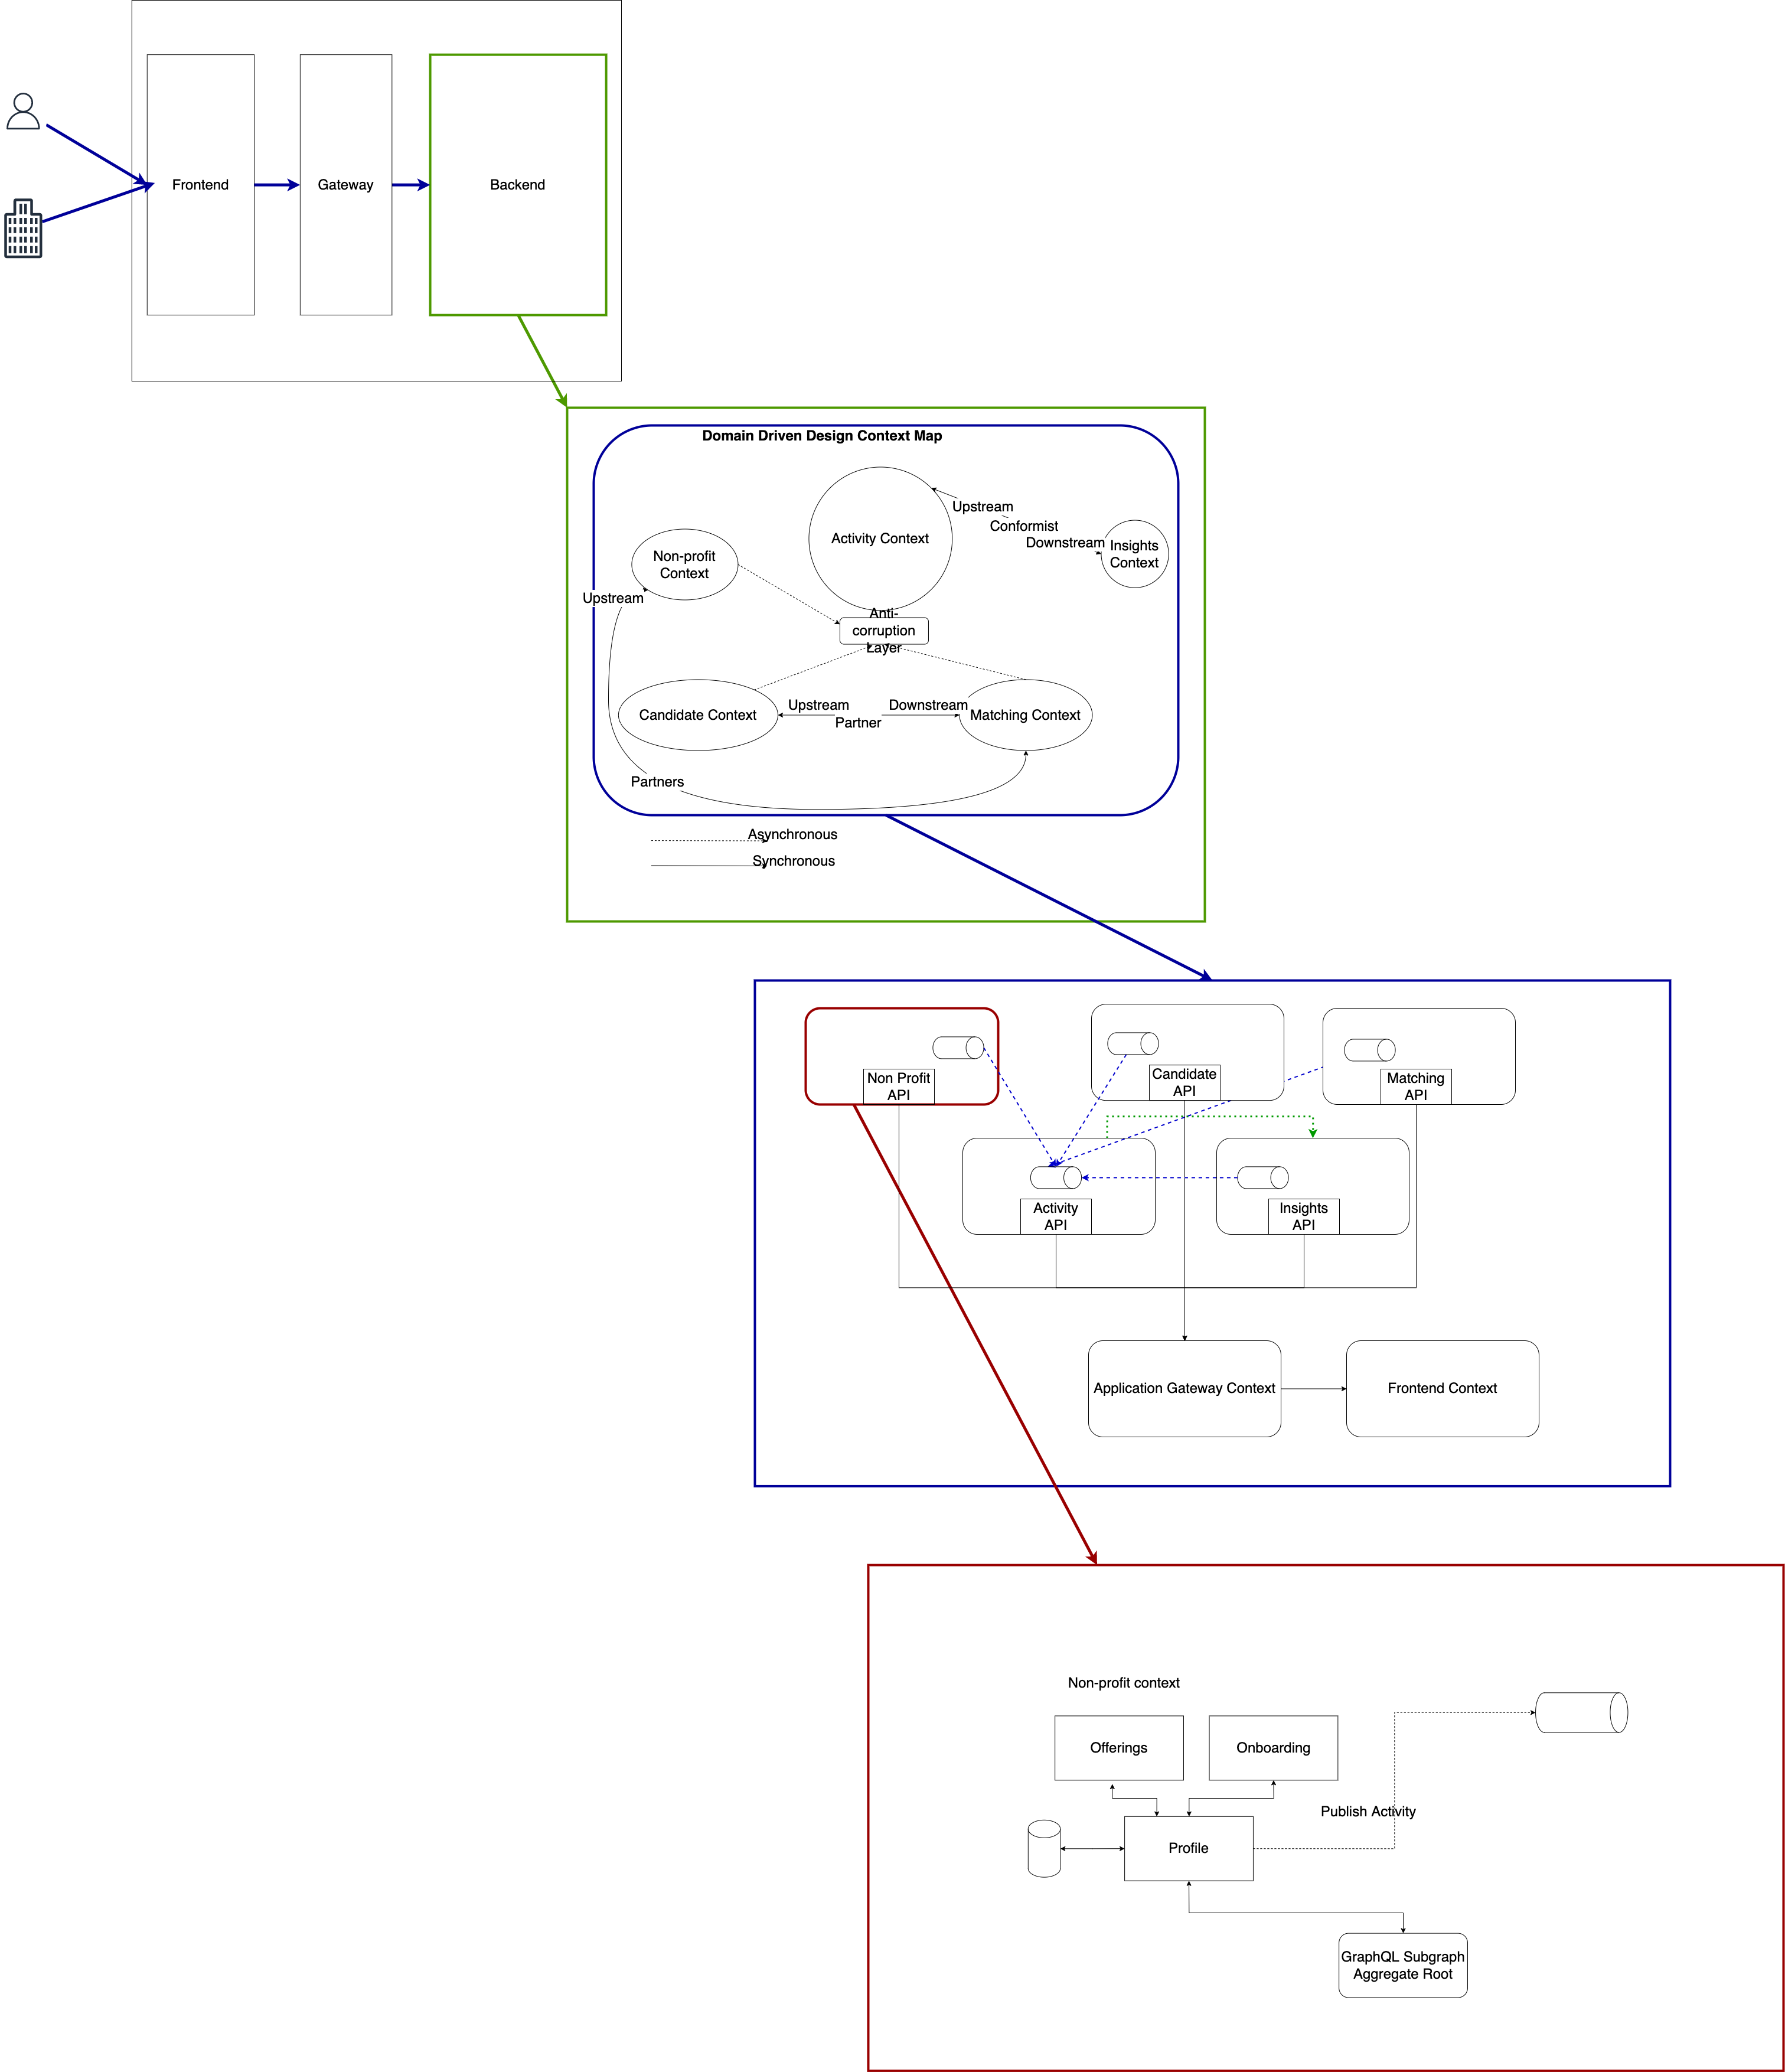 Frontend
Gateway
Backend
Domain Driven Design Context Map
Upstream
Activity Context
Conformist
Downstream
Insights
Context
Non-profit
Context
Upstream
Anti-
corruption
Layer
Candidate Context
Upstream
Partner
Downstream
Matching Context
Partners
Asynchronous
Synchronous
Non Profit
API
Candidate
API
Matching
API
Activity
API
Insights
API
Application Gateway Context
Frontend Context
Non-profit context
Offerings
Onboarding
Publish Activity
Profile
GraphQL Subgraph
Aggregate Root